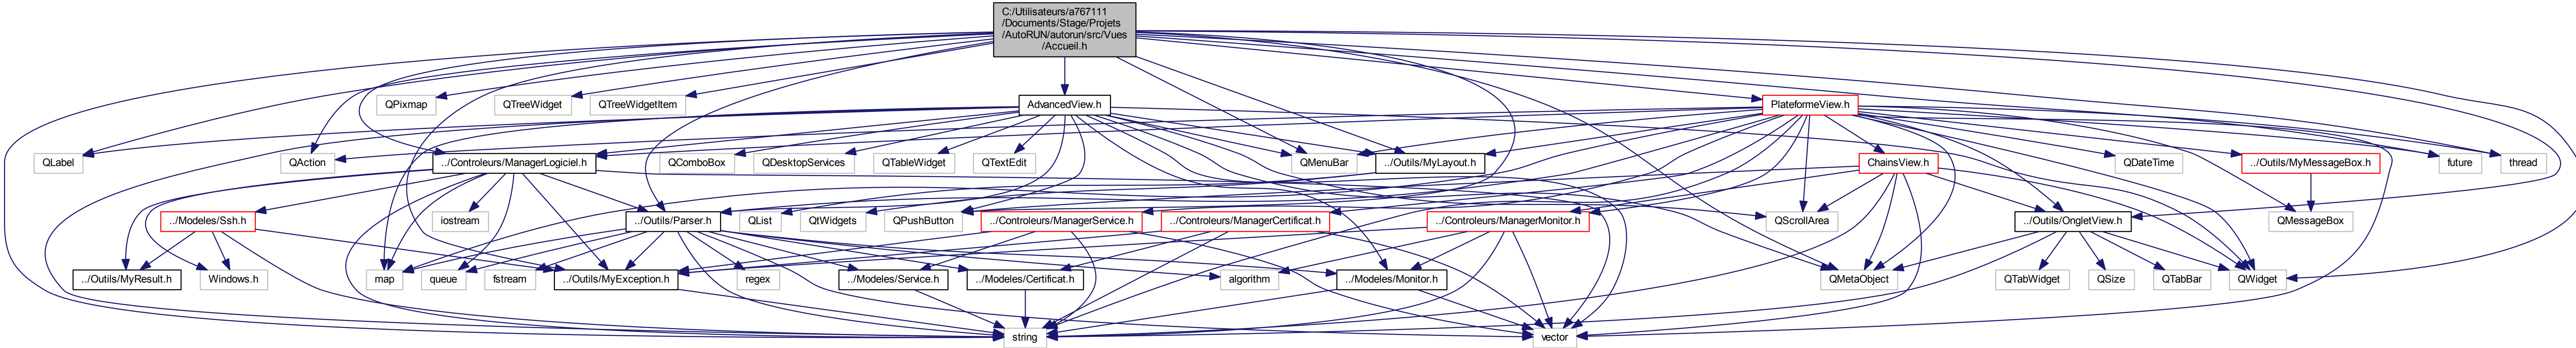 C:/Utilisateurs/a767111
/Documents/Stage/Projets
/AutoRUN/autorun/src/Vues
/Accueil.h
QPixmap
QTreeWidget
QTreeWidgetItem
AdvancedView.h
PlateformeView.h
QLabel
QAction
../Controleurs/ManagerLogiciel.h
QComboBox
QDesktopServices
QTableWidget
QTextEdit
QMenuBar
../Outils/MyLayout.h
ChainsView.h
QDateTime
../Outils/MyMessageBox.h
future
thread
../Modeles/Ssh.h
iostream
../Outils/Parser.h
QList
QtWidgets
QPushButton
../Controleurs/ManagerService.h
../Controleurs/ManagerCertificat.h
../Controleurs/ManagerMonitor.h
QScrollArea
../Outils/OngletView.h
QMessageBox
../Outils/MyResult.h
Windows.h
map
queue
fstream
../Outils/MyException.h
regex
../Modeles/Service.h
../Modeles/Certificat.h
algorithm
../Modeles/Monitor.h
QMetaObject
QTabWidget
QSize
QTabBar
QWidget
string
vector